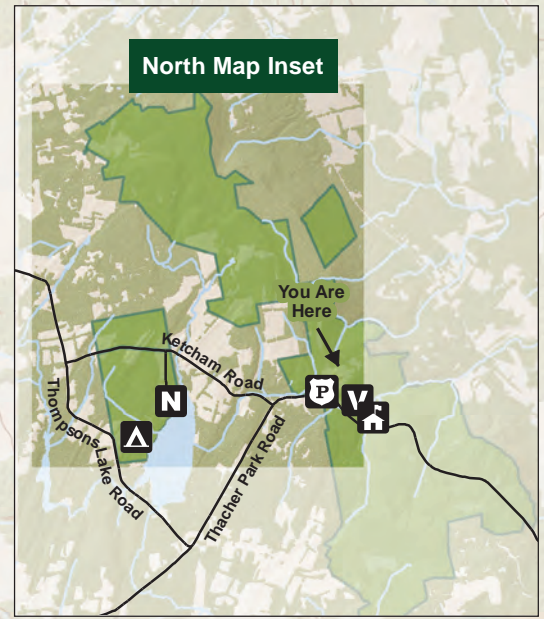 North Map Inset
You Are
Here
Ketcham Road
P
V
N
Thompsons Lake Road
Thacher Park Road